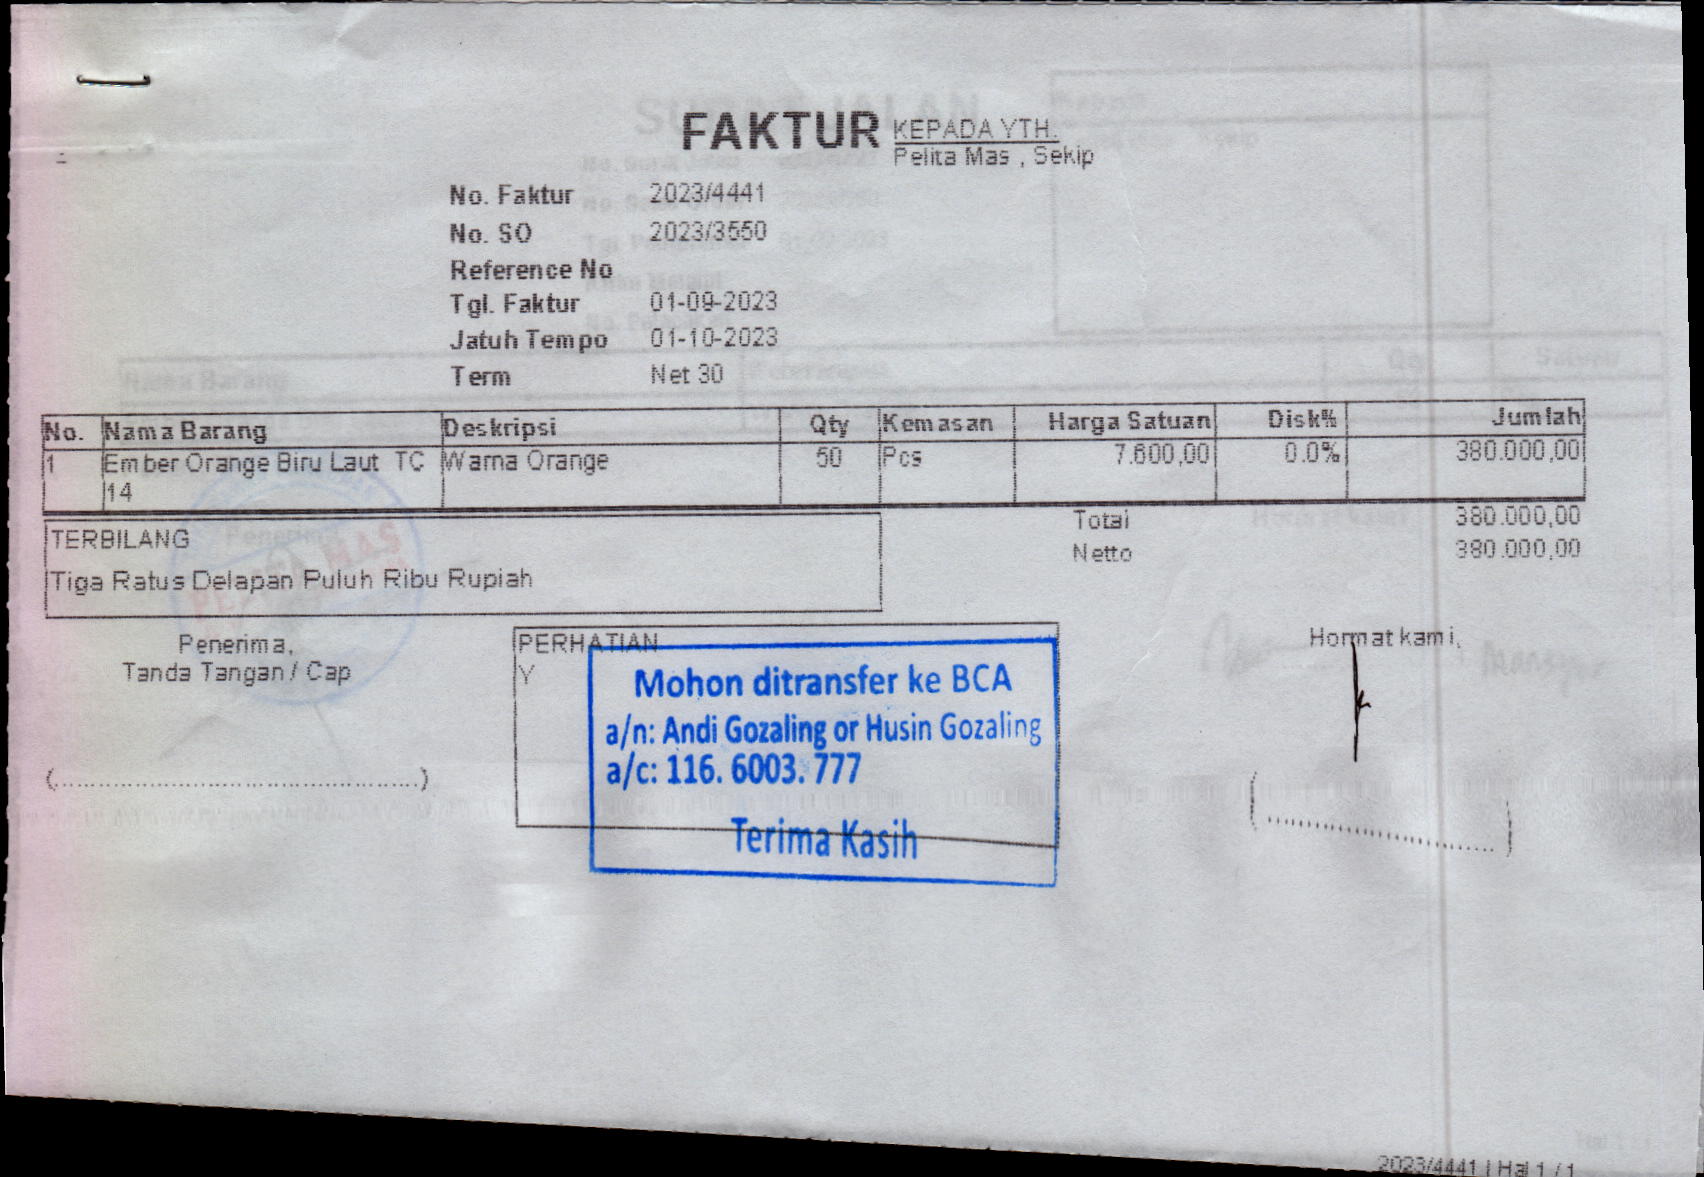 FAKTUR
KEPADA YTH.
Pelita Mas , Sekip
No. Faktur 2023/4441
No. SO 2023/3550
Reference No
Tgl. Faktur 01-09-2023
Jatuh Tempo 01-10-2023
Term Net 30
No. Nama Barang Deskripsi Qty Kemasan Harga Satuan Disk% Jumlah
1 Ember Orange Biru Laut TC Warna Orange 50 Pcs 7.600,00 0.0% 380.000,00
14
Total 380.000,00
Netto 380.000,00
TERBILANG
Tiga Ratus Delapan Puluh Ribu Rupiah
Penerima,
Tanda Tangan / Cap
(............................................)
PERHATIAN
Y
Mohon ditransfer ke BCA
a/n: Andi Gozaling or Husin Gozaling
a/c: 116. 6003. 777
Terima Kasih
Hormat kami,
(............................)
2023/4441 | Hal 1 / 1